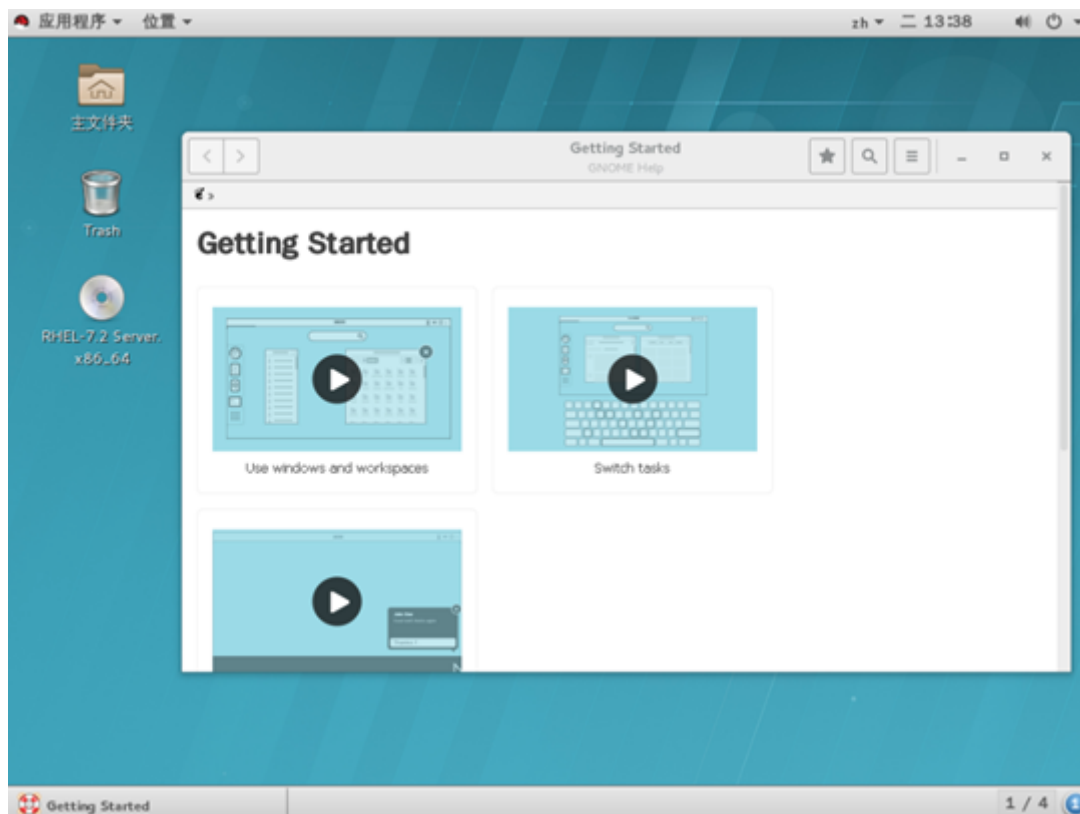 应用程序 位置 zh 二 13:38
主文件夹
Trash
RHEL-7.2 Server.
x86_64
Getting Started
GNOME Help
Getting Started
Use windows and workspaces
Switch tasks
Getting Started
1 / 4